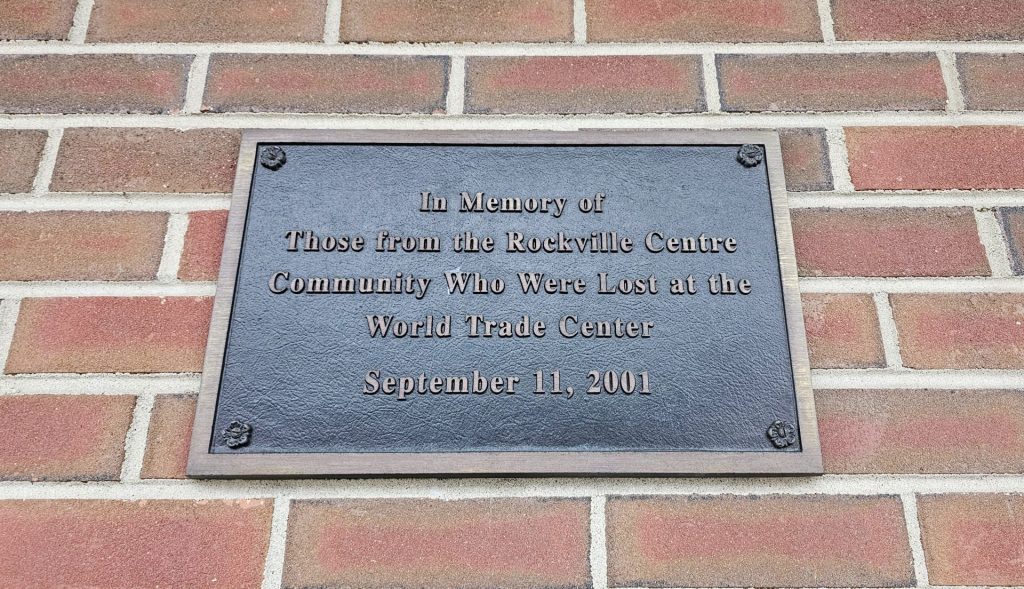 In Memory of
Those from the Rockville Centre
Community Who Were Lost at the
World Trade Center
September 11, 2001